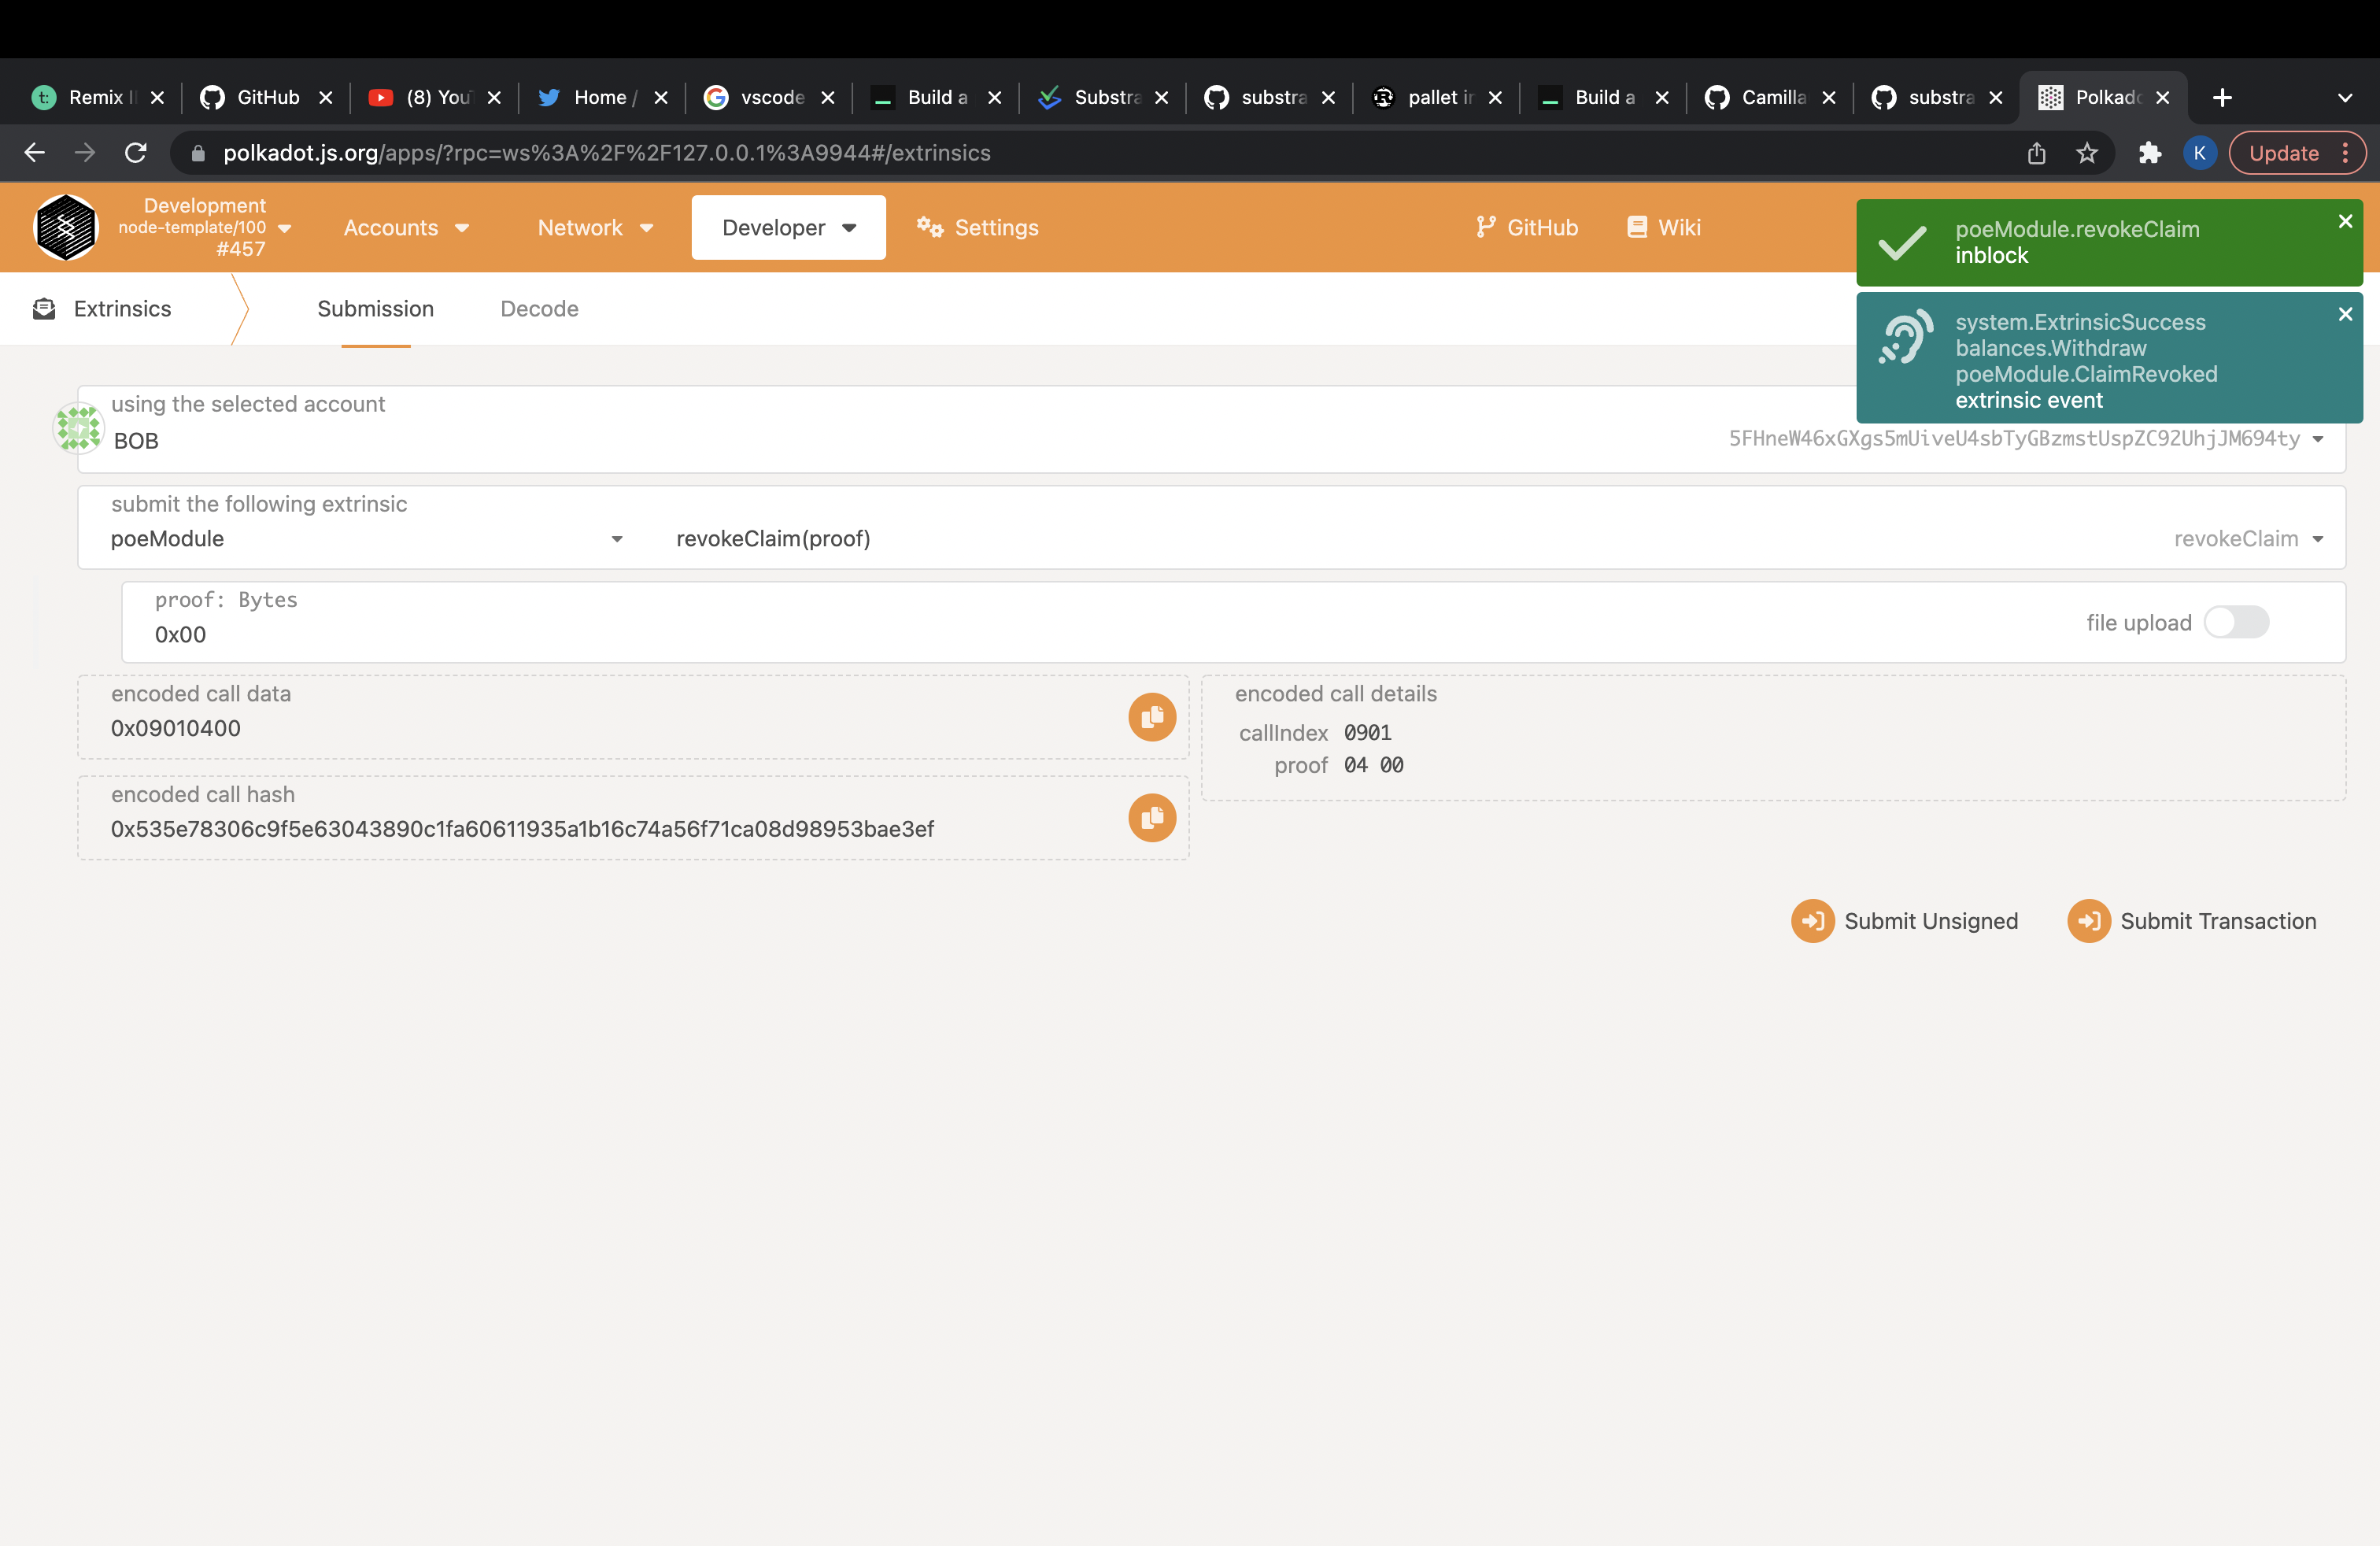 Remix I
GitHub
(8) You
Home /
vscode
Build a
Substra
substra
pallet in
Build a
Camilla
substra
Polkado
polkadot.js.org/apps/?rpc=ws%3A%2F%2F127.0.0.1%3A9944#/extrinsics
K
Update
Development
node-template/100
#457
Accounts
Network
Developer
Settings
GitHub
Wiki
poeModule.revokeClaim
inblock
system.ExtrinsicSuccess
balances.Withdraw
poeModule.ClaimRevoked
extrinsic event
Extrinsics
Submission
Decode
using the selected account
BOB
5FHneW46xGXgs5mUiveU4sbTyGBzmstUspZC92UhjJM694ty
submit the following extrinsic
poeModule
revokeClaim(proof)
revokeClaim
proof: Bytes
0x00
file upload
encoded call data
0x09010400
encoded call details
callIndex 0901
proof 04 00
encoded call hash
0x535e78306c9f5e63043890c1fa60611935a1b16c74a56f71ca08d98953bae3ef
Submit Unsigned
Submit Transaction